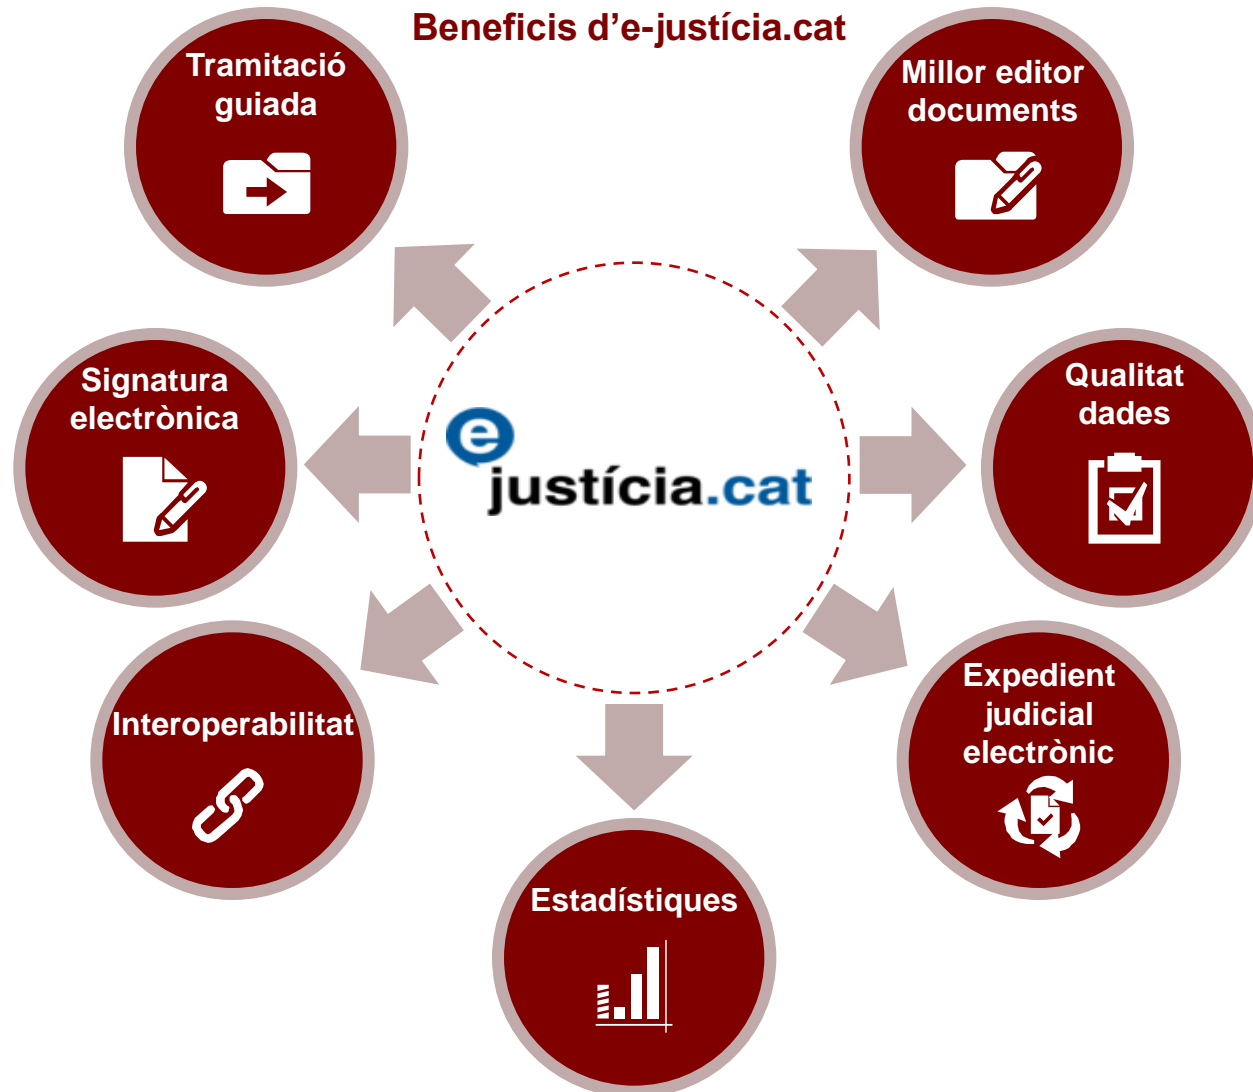 Beneficis d’e-justícia.cat
Tramitació
guiada
Millor editor
documents
Signatura
electrònica
e
justícia.cat
Qualitat
dades
Interoperabilitat
Expedient
judicial
electrònic
Estadístiques